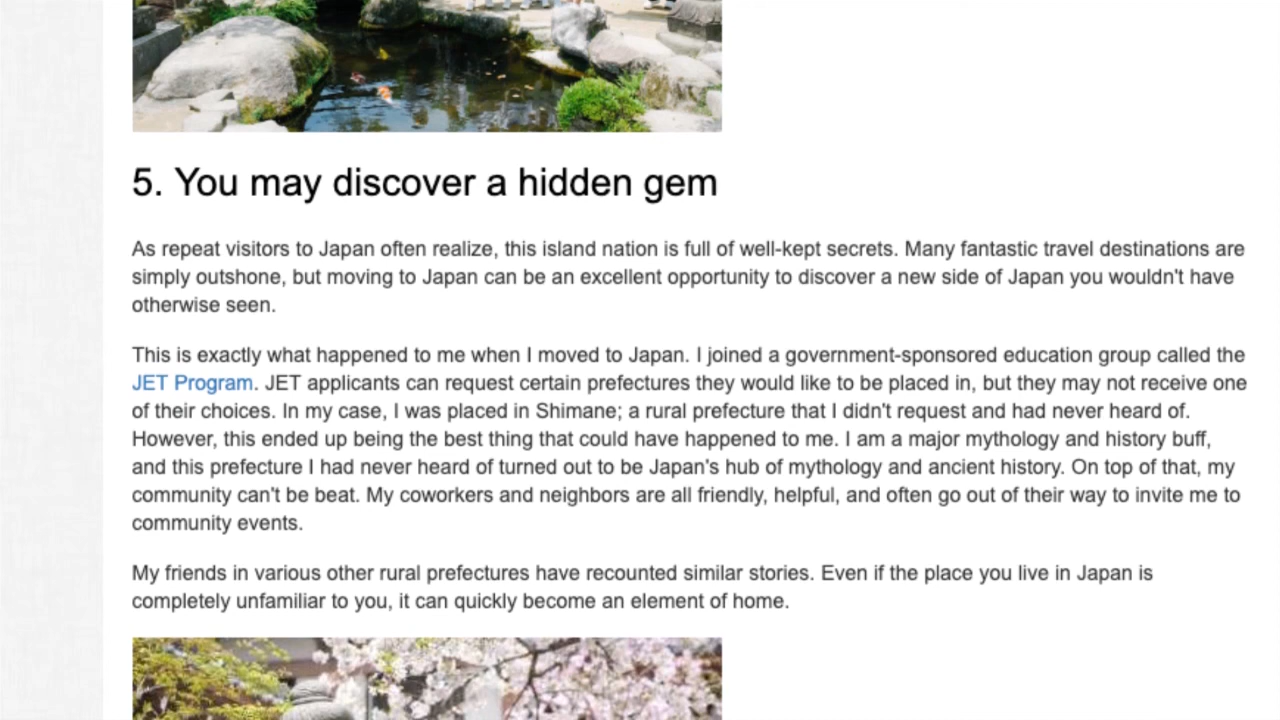 5. You may discover a hidden gem
As repeat visitors to Japan often realize, this island nation is full of well-kept secrets. Many fantastic travel destinations are
simply outshone, but moving to Japan can be an excellent opportunity to discover a new side of Japan you wouldn't have
otherwise seen.
This is exactly what happened to me when I moved to Japan. I joined a government-sponsored education group called the
JET Program. JET applicants can request certain prefectures they would like to be placed in, but they may not receive one
of their choices. In my case, I was placed in Shimane; a rural prefecture that I didn't request and had never heard of.
However, this ended up being the best thing that could have happened to me. I am a major mythology and history buff,
and this prefecture I had never heard of turned out to be Japan's hub of mythology and ancient history. On top of that, my
community can't be beat. My coworkers and neighbors are all friendly, helpful, and often go out of their way to invite me to
community events.
My friends in various other rural prefectures have recounted similar stories. Even if the place you live in Japan is
completely unfamiliar to you, it can quickly become an element of home.